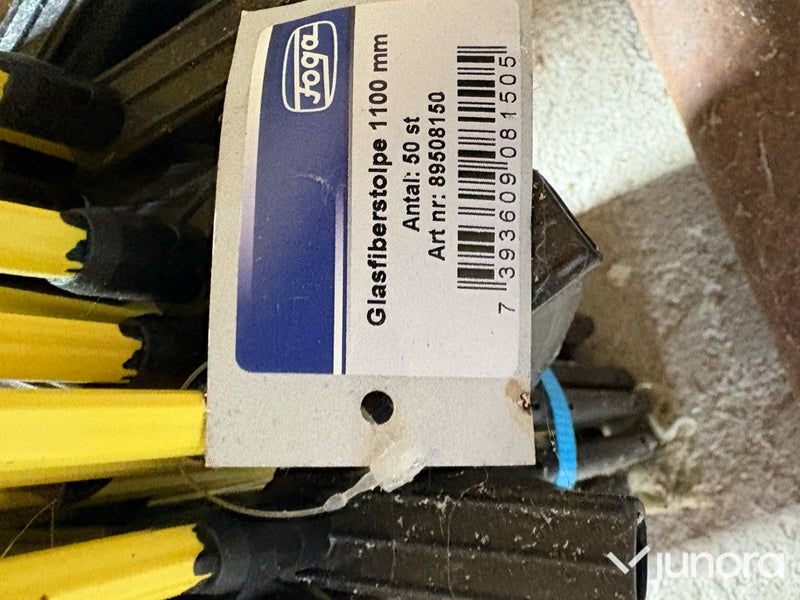 foga
Glasfiberstolpe 1100 mm
Antal: 50 st
Art nr: 89508150
7 393609 081505
junora